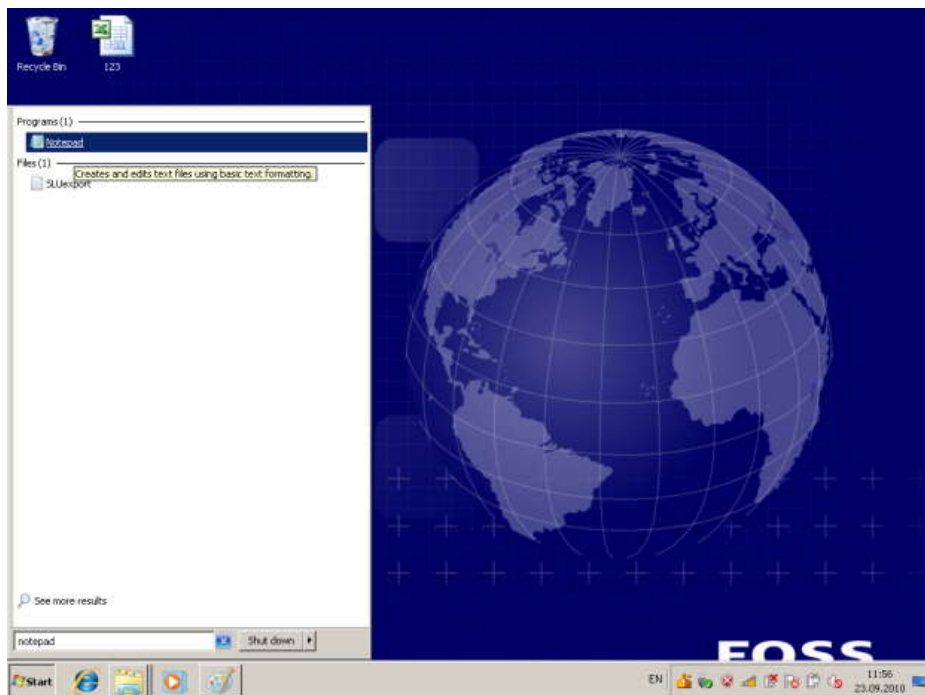 Recycle Bin
123
Programs (1)
Notepad
Files (1)
Creates and edits text files using basic text formatting.
SLUexport
See more results
notepad
Shut down
FOSS
Start
EN
11:56
23.09.2010